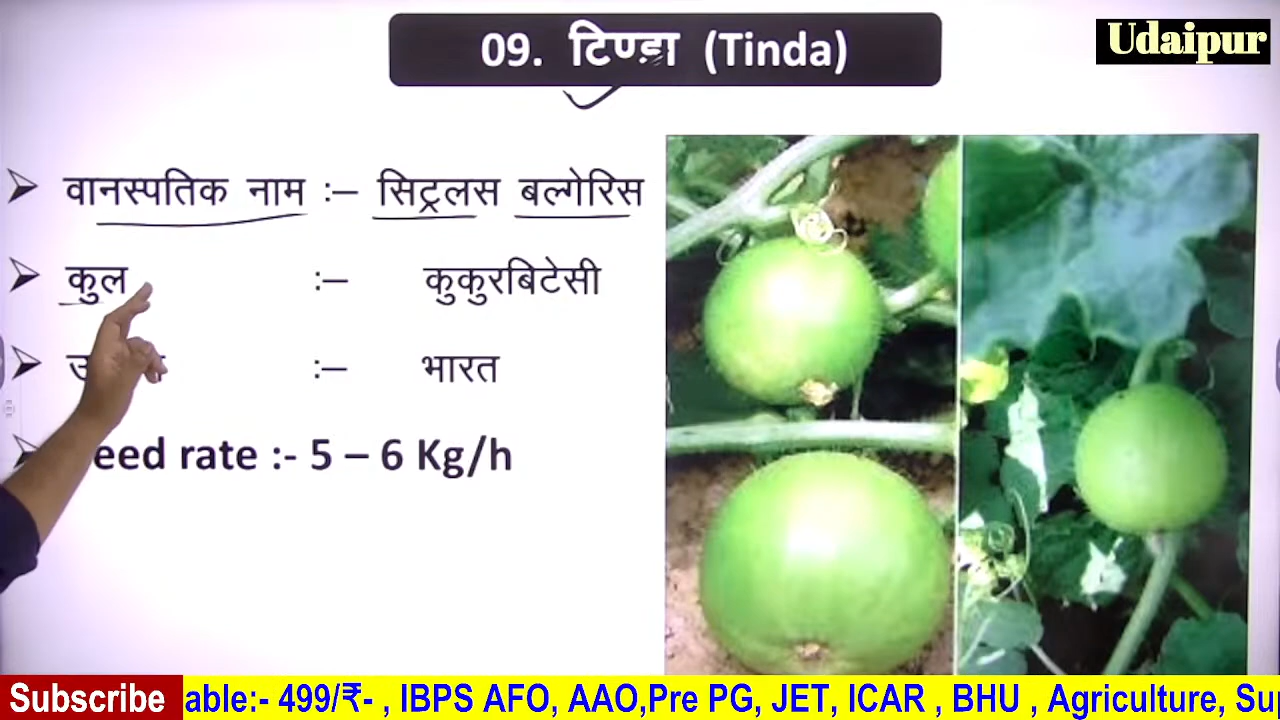 09. टिण्डा (Tinda)
Udaipur
वानस्पतिक नाम :– सिट्रलस बल्गेरिस
कुल :– कुकुरबिटेसी
:– भारत
eed rate :- 5 – 6 Kg/h
Subscribe able:- 499/₹- , IBPS AFO, AAO,Pre PG, JET, ICAR , BHU , Agriculture, Su